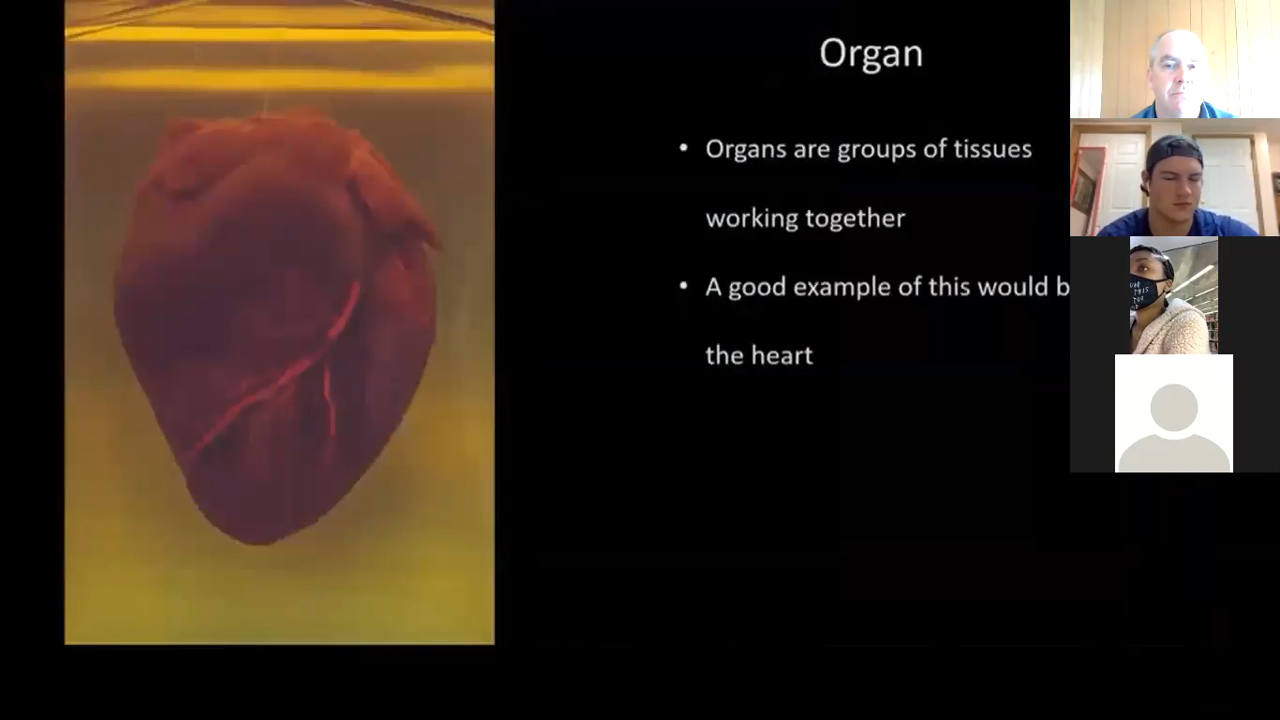 Organ
• Organs are groups of tissues
working together
• A good example of this would b
the heart